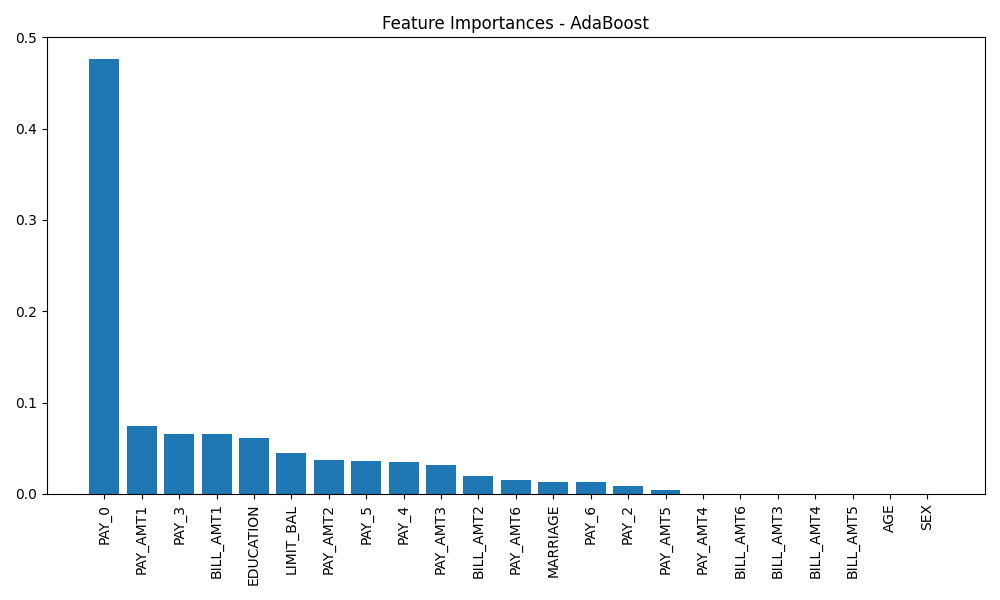 Feature Importances - AdaBoost
0.5
0.4
0.3
0.2
0.1
0.0
PAY_0
PAY_AMT1
PAY_3
BILL_AMT1
EDUCATION
LIMIT_BAL
PAY_AMT2
PAY_5
PAY_4
PAY_AMT3
BILL_AMT2
PAY_AMT6
MARRIAGE
PAY_6
PAY_2
PAY_AMT5
PAY_AMT4
BILL_AMT6
BILL_AMT3
BILL_AMT4
BILL_AMT5
AGE
SEX